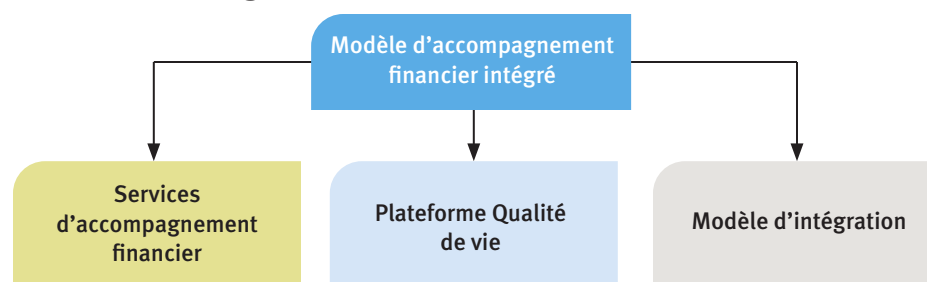 Modèle d'accompagnement
financier intégré
Services
d'accompagnement
financier
Plateforme Qualité
de vie
Modèle d'intégration